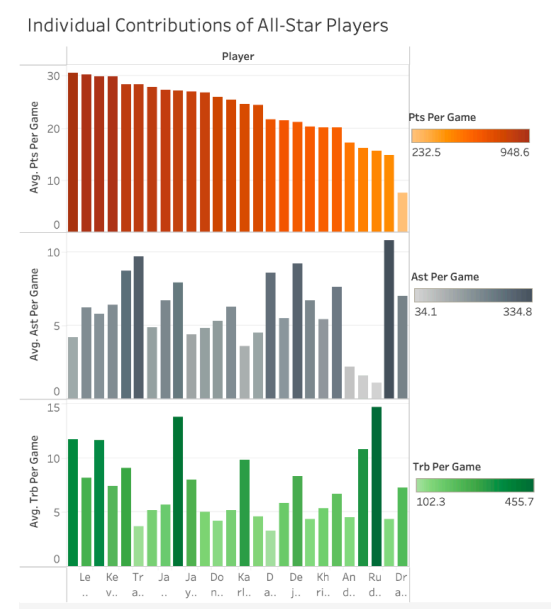 Individual Contributions of All-Star Players
Player
Avg. Pts Per Game
30
20
10
0
Pts Per Game
232.5 948.6
Avg. Ast Per Game
10
5
0
Ast Per Game
34.1 334.8
Avg. Trb Per Game
15
10
5
0
Trb Per Game
102.3 455.7
Le Ke Tr Ja Ja Do Ka D De Kh An Ru Dr
.. v.. a.. .. y.. n.. rl.. a.. j.. ri.. d.. d.. a..